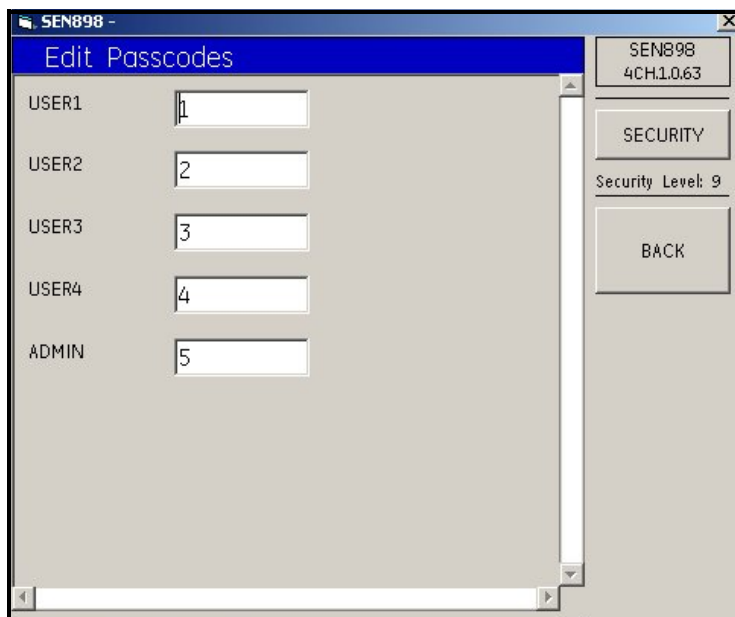 SEN898 -
Edit Passcodes
USER1 1
USER2 2
USER3 3
USER4 4
ADMIN 5
SEN898
4CH.1.0.63
SECURITY
Security Level: 9
BACK